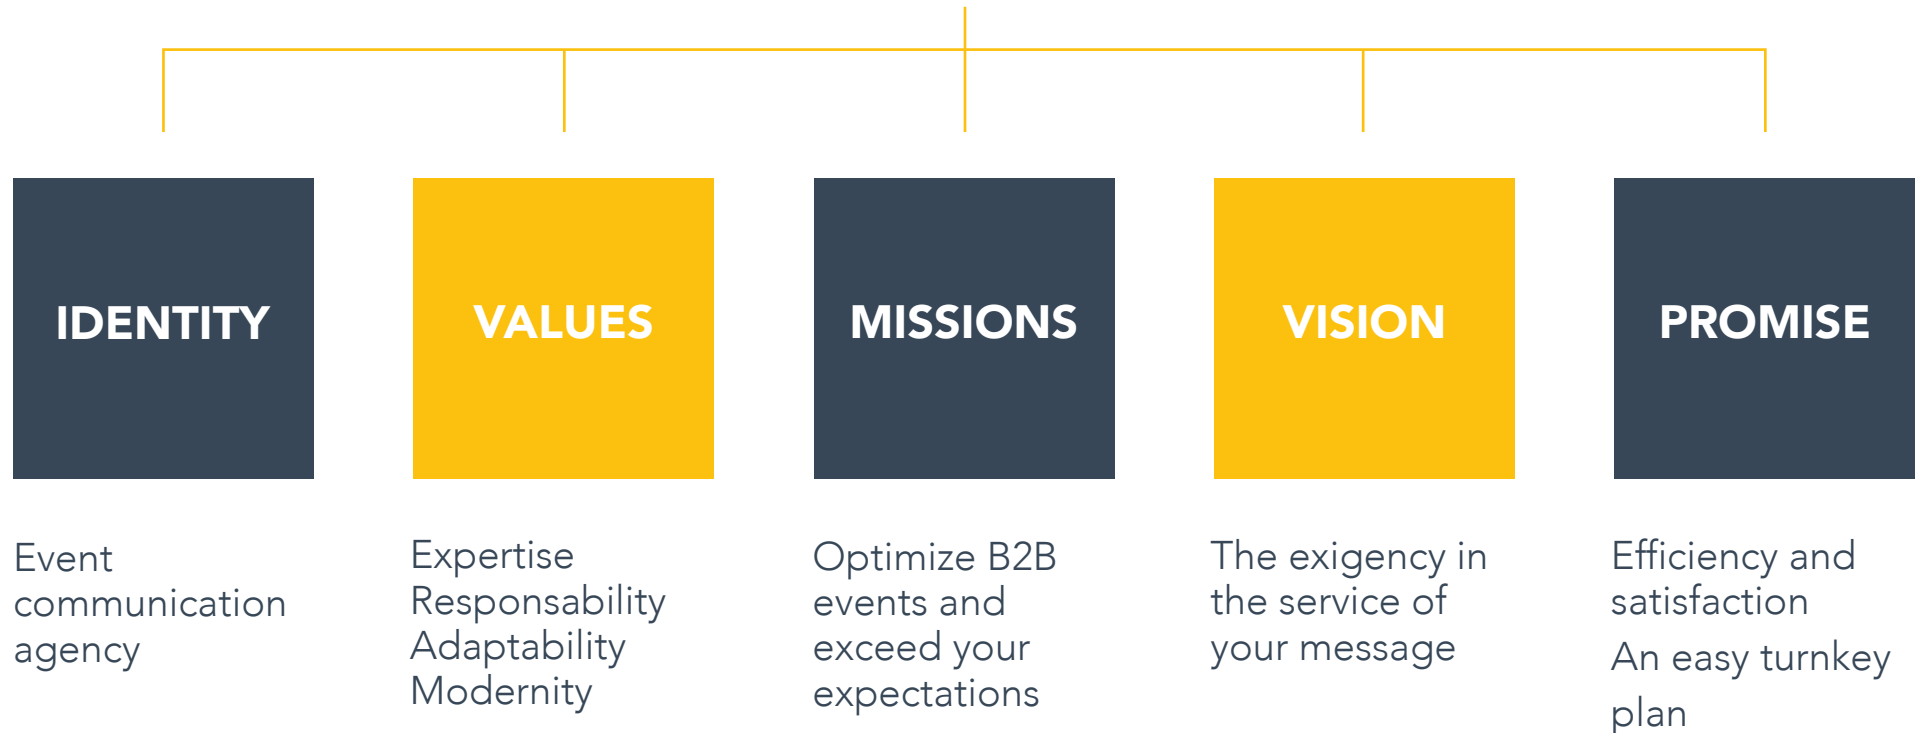 IDENTITY
Event
communication
agency
VALUES
Expertise
Responsability
Adaptability
Modernity
MISSIONS
Optimize B2B
events and
exceed your
expectations
VISION
The exigency in
the service of
your message
PROMISE
Efficiency and
satisfaction
An easy turnkey
plan